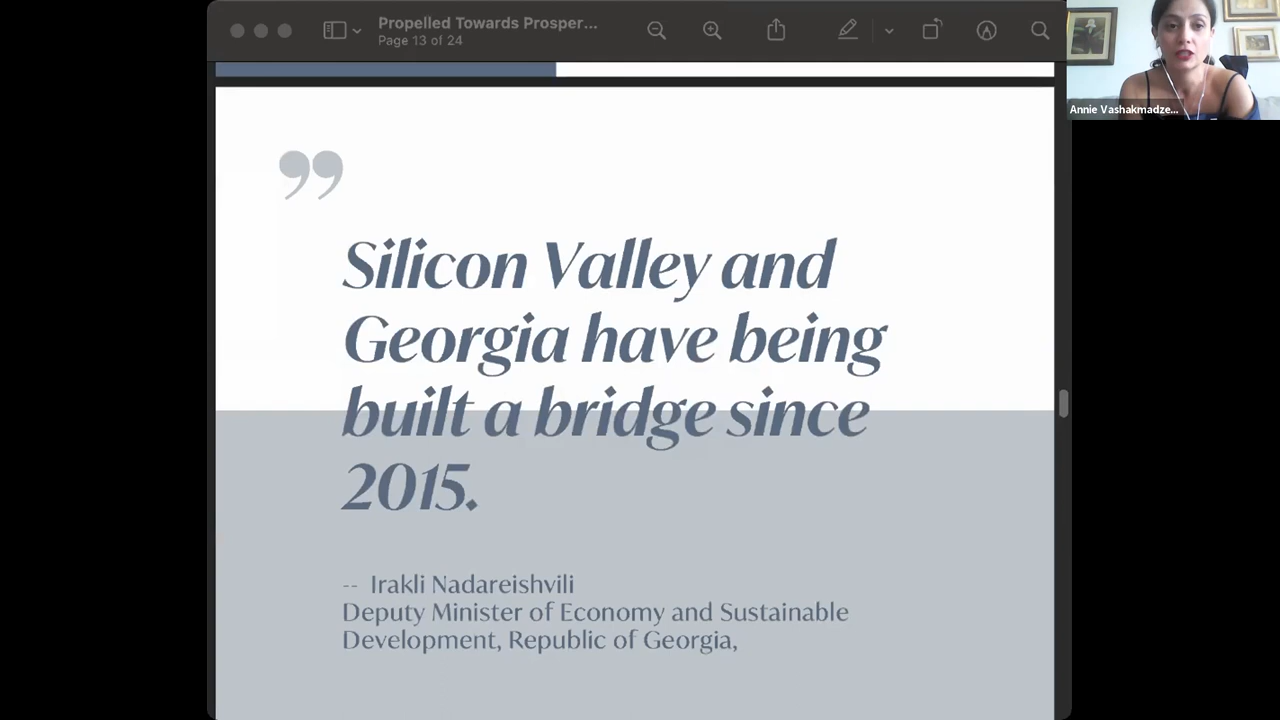 Propelled Towards Prosper...
Page 13 of 24
Annie Vashakmadze...
”
Silicon Valley and
Georgia have being
built a bridge since
2015.
-- Irakli Nadareishvili
Deputy Minister of Economy and Sustainable
Development, Republic of Georgia,